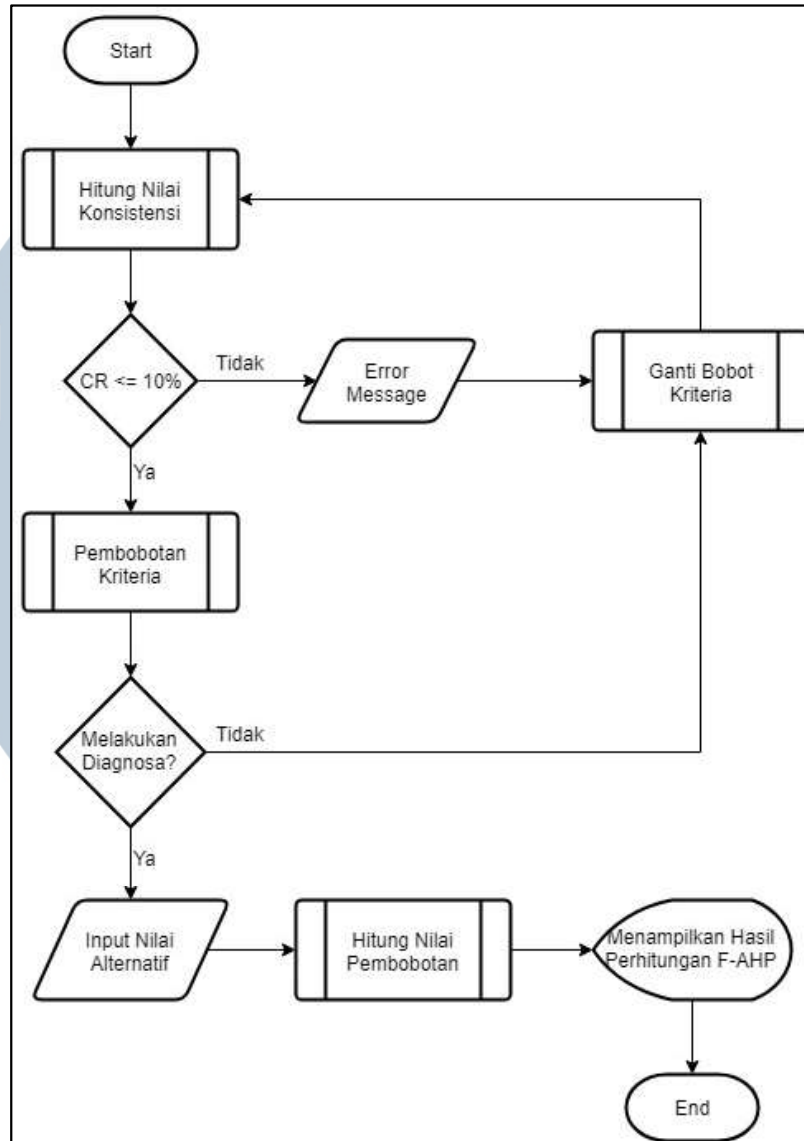 Start
Hitung Nilai
Konsistensi
CR <= 10%
Tidak
Error
Message
Ganti Bobot
Kriteria
Ya
Pembobotan
Kriteria
Melakukan
Diagnosa?
Tidak
Ya
Input Nilai
Alternatif
Hitung Nilai
Pembobotan
Menampilkan Hasil
Perhitungan F-AHP
End